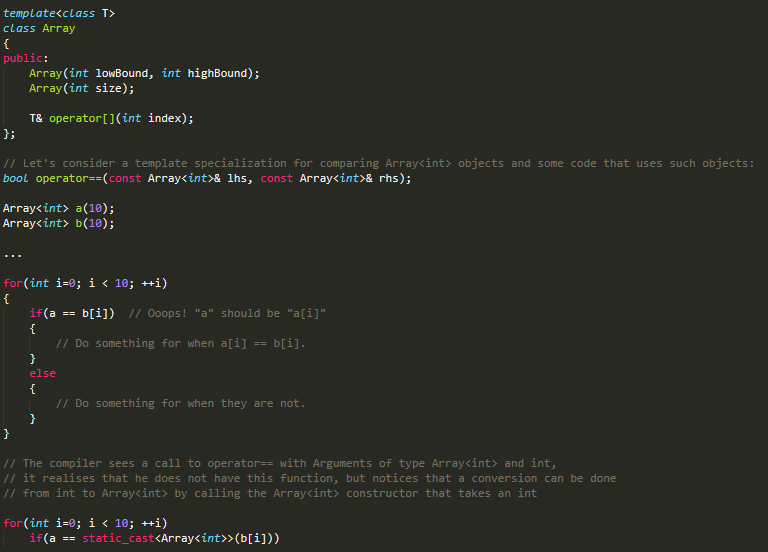 template<class T>
class Array
{
public:
    Array(int lowBound, int highBound);
    Array(int size);

    T& operator[](int index);
};

// Let's consider a template specialization for comparing Array<int> objects and some code that uses such objects:
bool operator==(const Array<int>& lhs, const Array<int>& rhs);

Array<int> a(10);
Array<int> b(10);

...

for(int i=0; i < 10; ++i)
{
    if(a == b[i])  // Ooops! "a" should be "a[i]"
    {
        // Do something for when a[i] == b[i].
    }
    else
    {
        // Do something for when they are not.
    }
}

// The compiler sees a call to operator== with Arguments of type Array<int> and int,
// it realises that he does not have this function, but notices that a conversion can be done
// from int to Array<int> by calling the Array<int> constructor that takes an int

for(int i=0; i < 10; ++i)
    if(a == static_cast<Array<int>>(b[i]))